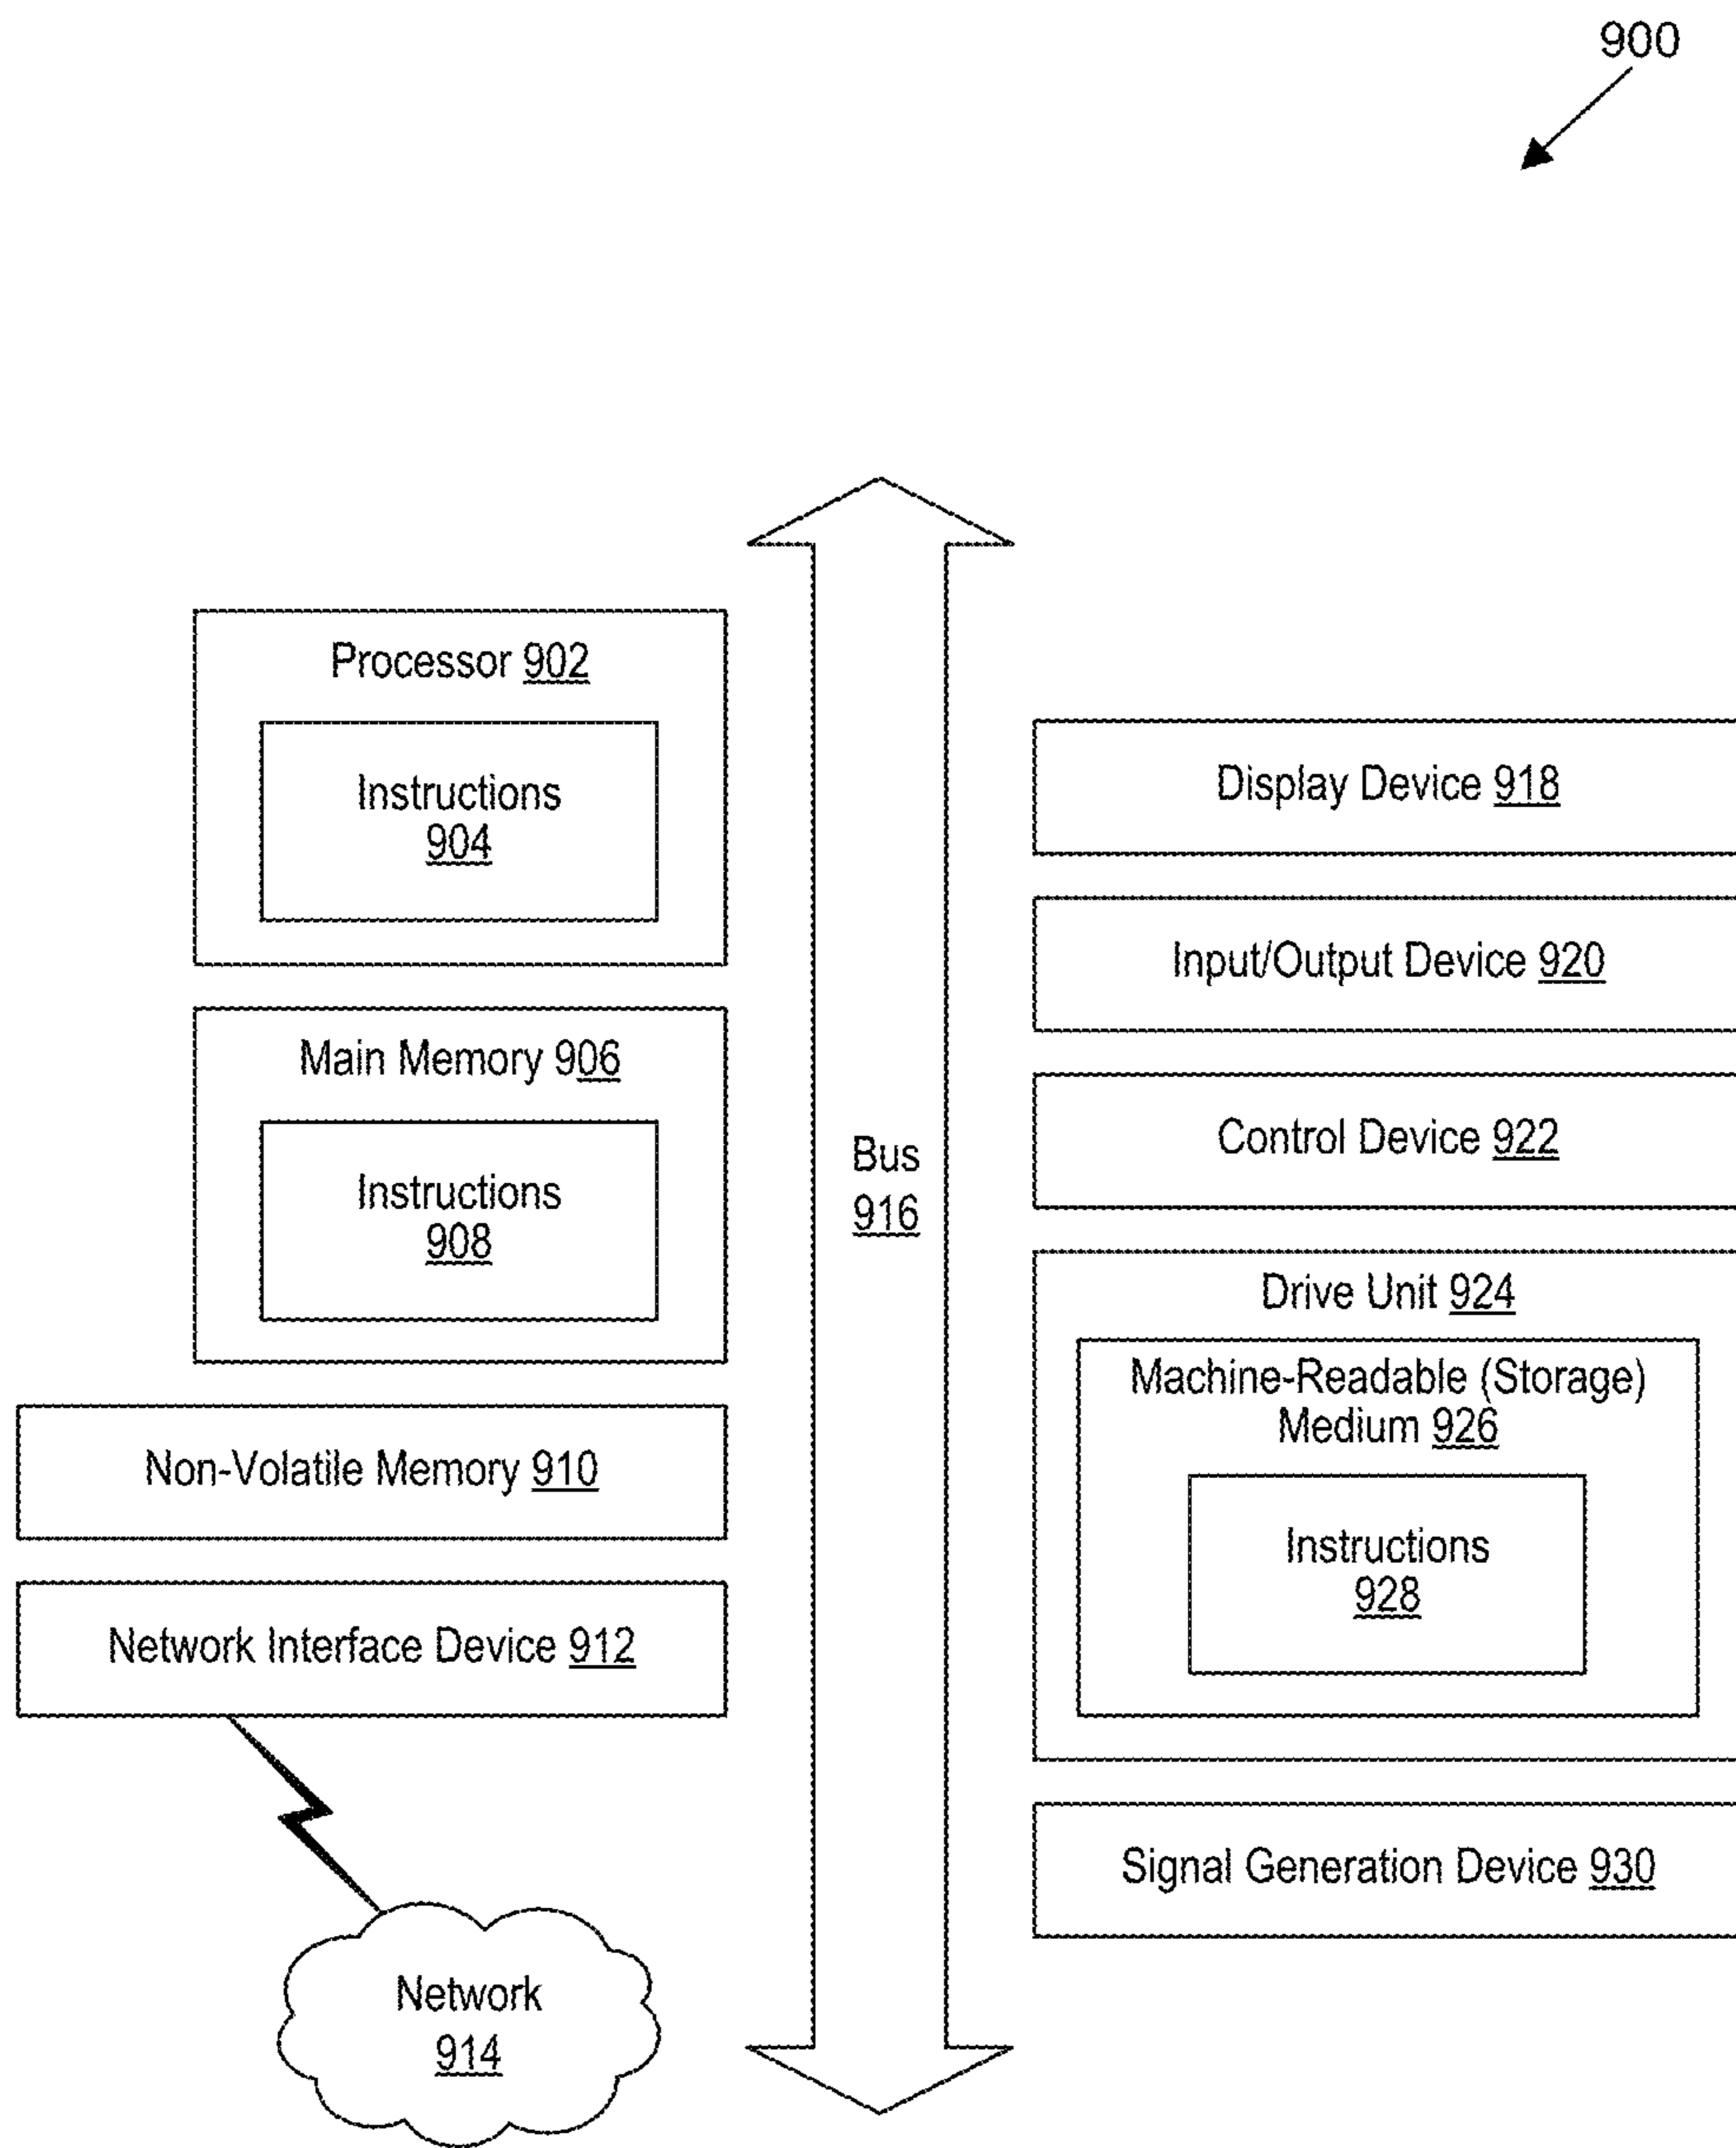 900
Processor 902
Instructions
904
Main Memory 906
Instructions
908
Non-Volatile Memory 910
Network Interface Device 912
Network
914
Bus
916
Display Device 918
Input/Output Device 920
Control Device 922
Drive Unit 924
Machine-Readable (Storage)
Medium 926
Instructions
928
Signal Generation Device 930